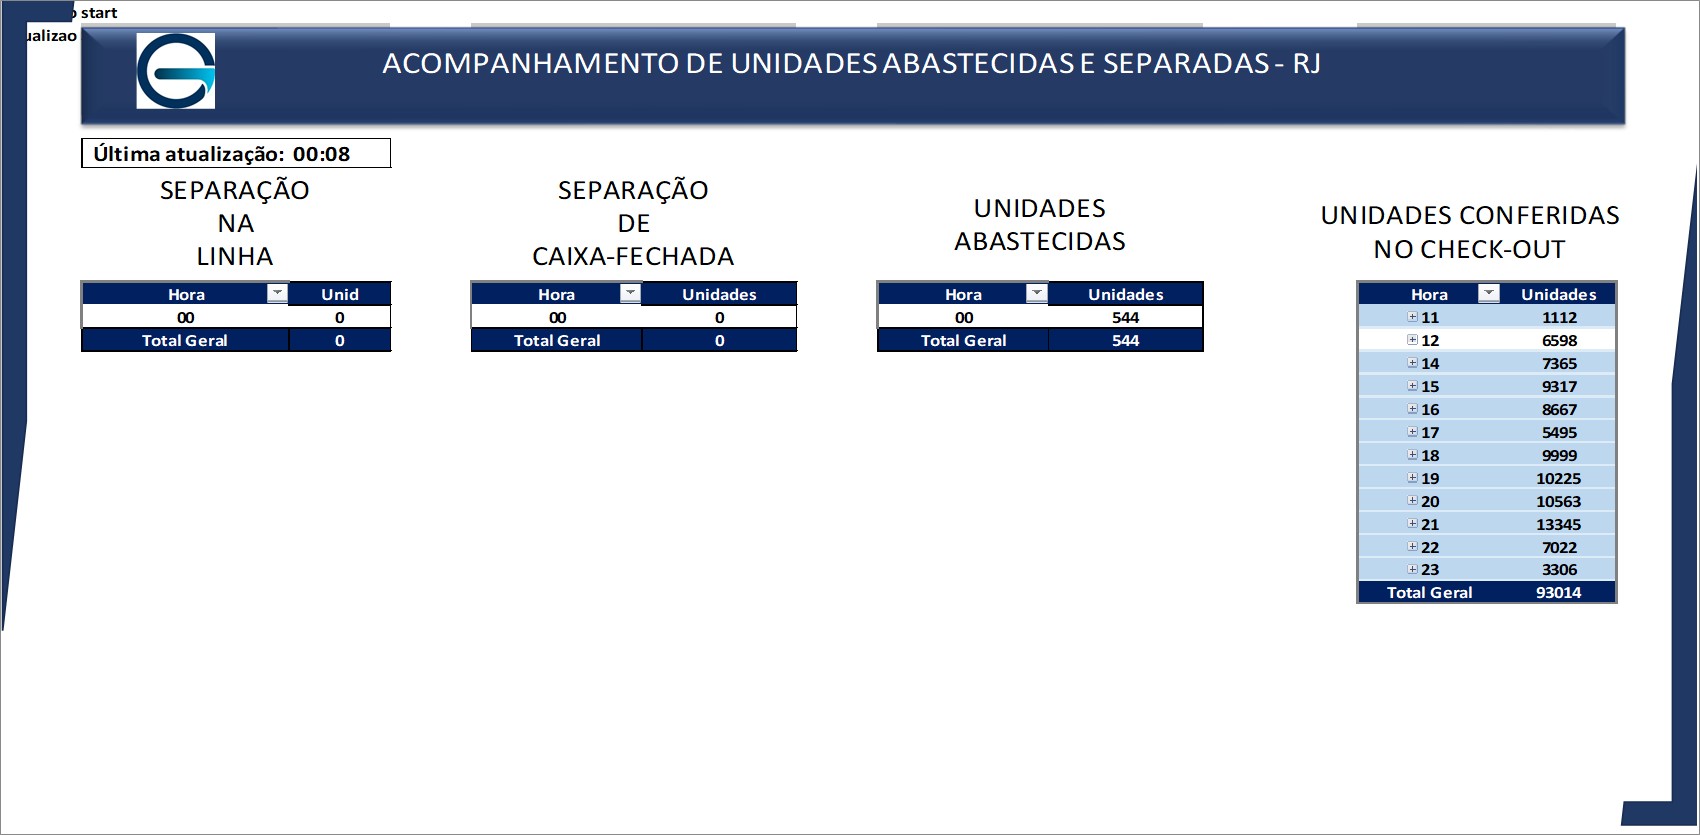 start
ACOMPANHAMENTO DE UNIDADES ABASTECIDAS E SEPARADAS - RJ
Última atualização: 00:08
SEPARAÇÃO
NA
LINHA
Hora Unid
00 0
Total Geral 0
SEPARAÇÃO
DE
CAIXA-FECHADA
Hora Unidades
00 0
Total Geral 0
UNIDADES
ABASTECIDAS
Hora Unidades
00 544
Total Geral 544
UNIDADES CONFERIDAS
NO CHECK-OUT
Hora Unidades
11 1112
12 6598
14 7365
15 9317
16 8667
17 5495
18 9999
19 10225
20 10563
21 13345
22 7022
23 3306
Total Geral 93014